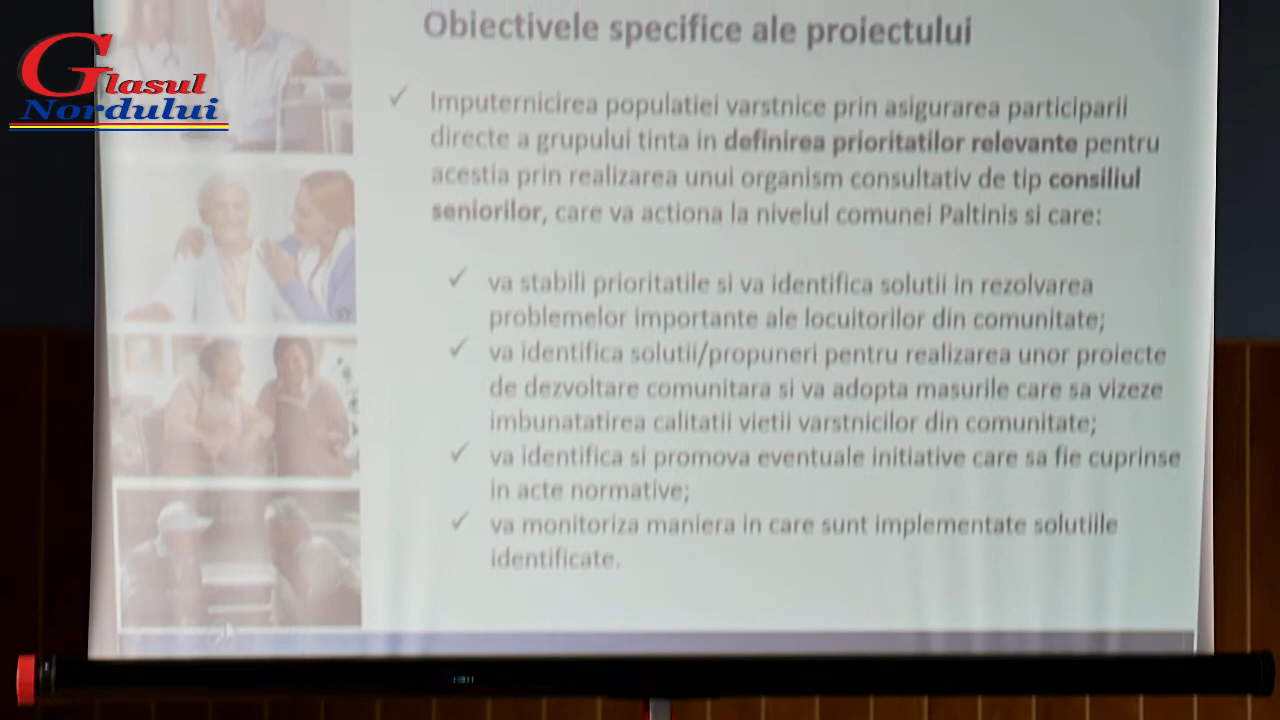 Glasul
Nordului
Obiectivele specifice ale proiectului
✓ Imputernicirea populatiei varstnice prin asigurarea participarii
directe a grupului tinta in definirea prioritatilor relevante pentru
acestia prin realizarea unui organism consultativ de tip consiliul
seniorilor, care va actiona la nivelul comunei Paltinis si care:
✓ va stabili prioritatile si va identifica solutii in rezolvarea
problemelor importante ale locuitorilor din comunitate;
✓ va identifica solutii/propuneri pentru realizarea unor proiecte
de dezvoltare comunitara si va adopta masurile care sa vizeze
imbunatatirea calitatii vietii varstnicilor din comunitate;
✓ va identifica si promova eventuale initiative care sa fie cuprinse
in acte normative;
✓ va monitoriza maniera in care sunt implementate solutiile
identificate.